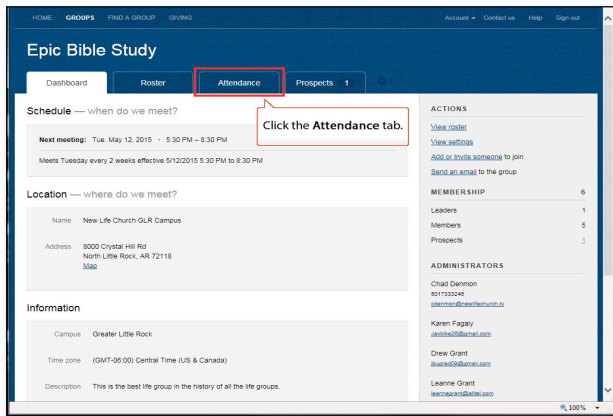 HOME GROUPS FIND A GROUP GIVING
Account Contact us Help Sign out
Epic Bible Study
Dashboard Roster Attendance Prospects 1
Click the Attendance tab.
Schedule — when do we meet?
Next meeting: Tue. May 12, 2015 • 5:30 PM – 8:30 PM
Meets Tuesday every 2 weeks effective 5/12/2015 5:30 PM to 8:30 PM
Location — where do we meet?
Name New Life Church GLR Campus
Address 8000 Crystal Hill Rd
North Little Rock, AR 72118
Map
Information
Campus Greater Little Rock
Time zone (GMT-06:00) Central Time (US & Canada)
Description This is the best life group in the history of all the life groups.
ACTIONS
View roster
View settings
Add or Invite someone to join
Send an email to the group
MEMBERSHIP 6
Leaders 1
Members 5
Prospects 1
ADMINISTRATORS
Chad Denmon
5017333246
cdenmon@newlifechurch.tv
Karen Fagaly
Jaybike26@gmail.com
Drew Grant
Leanne Grant
leannegrant@alltel.com
100%